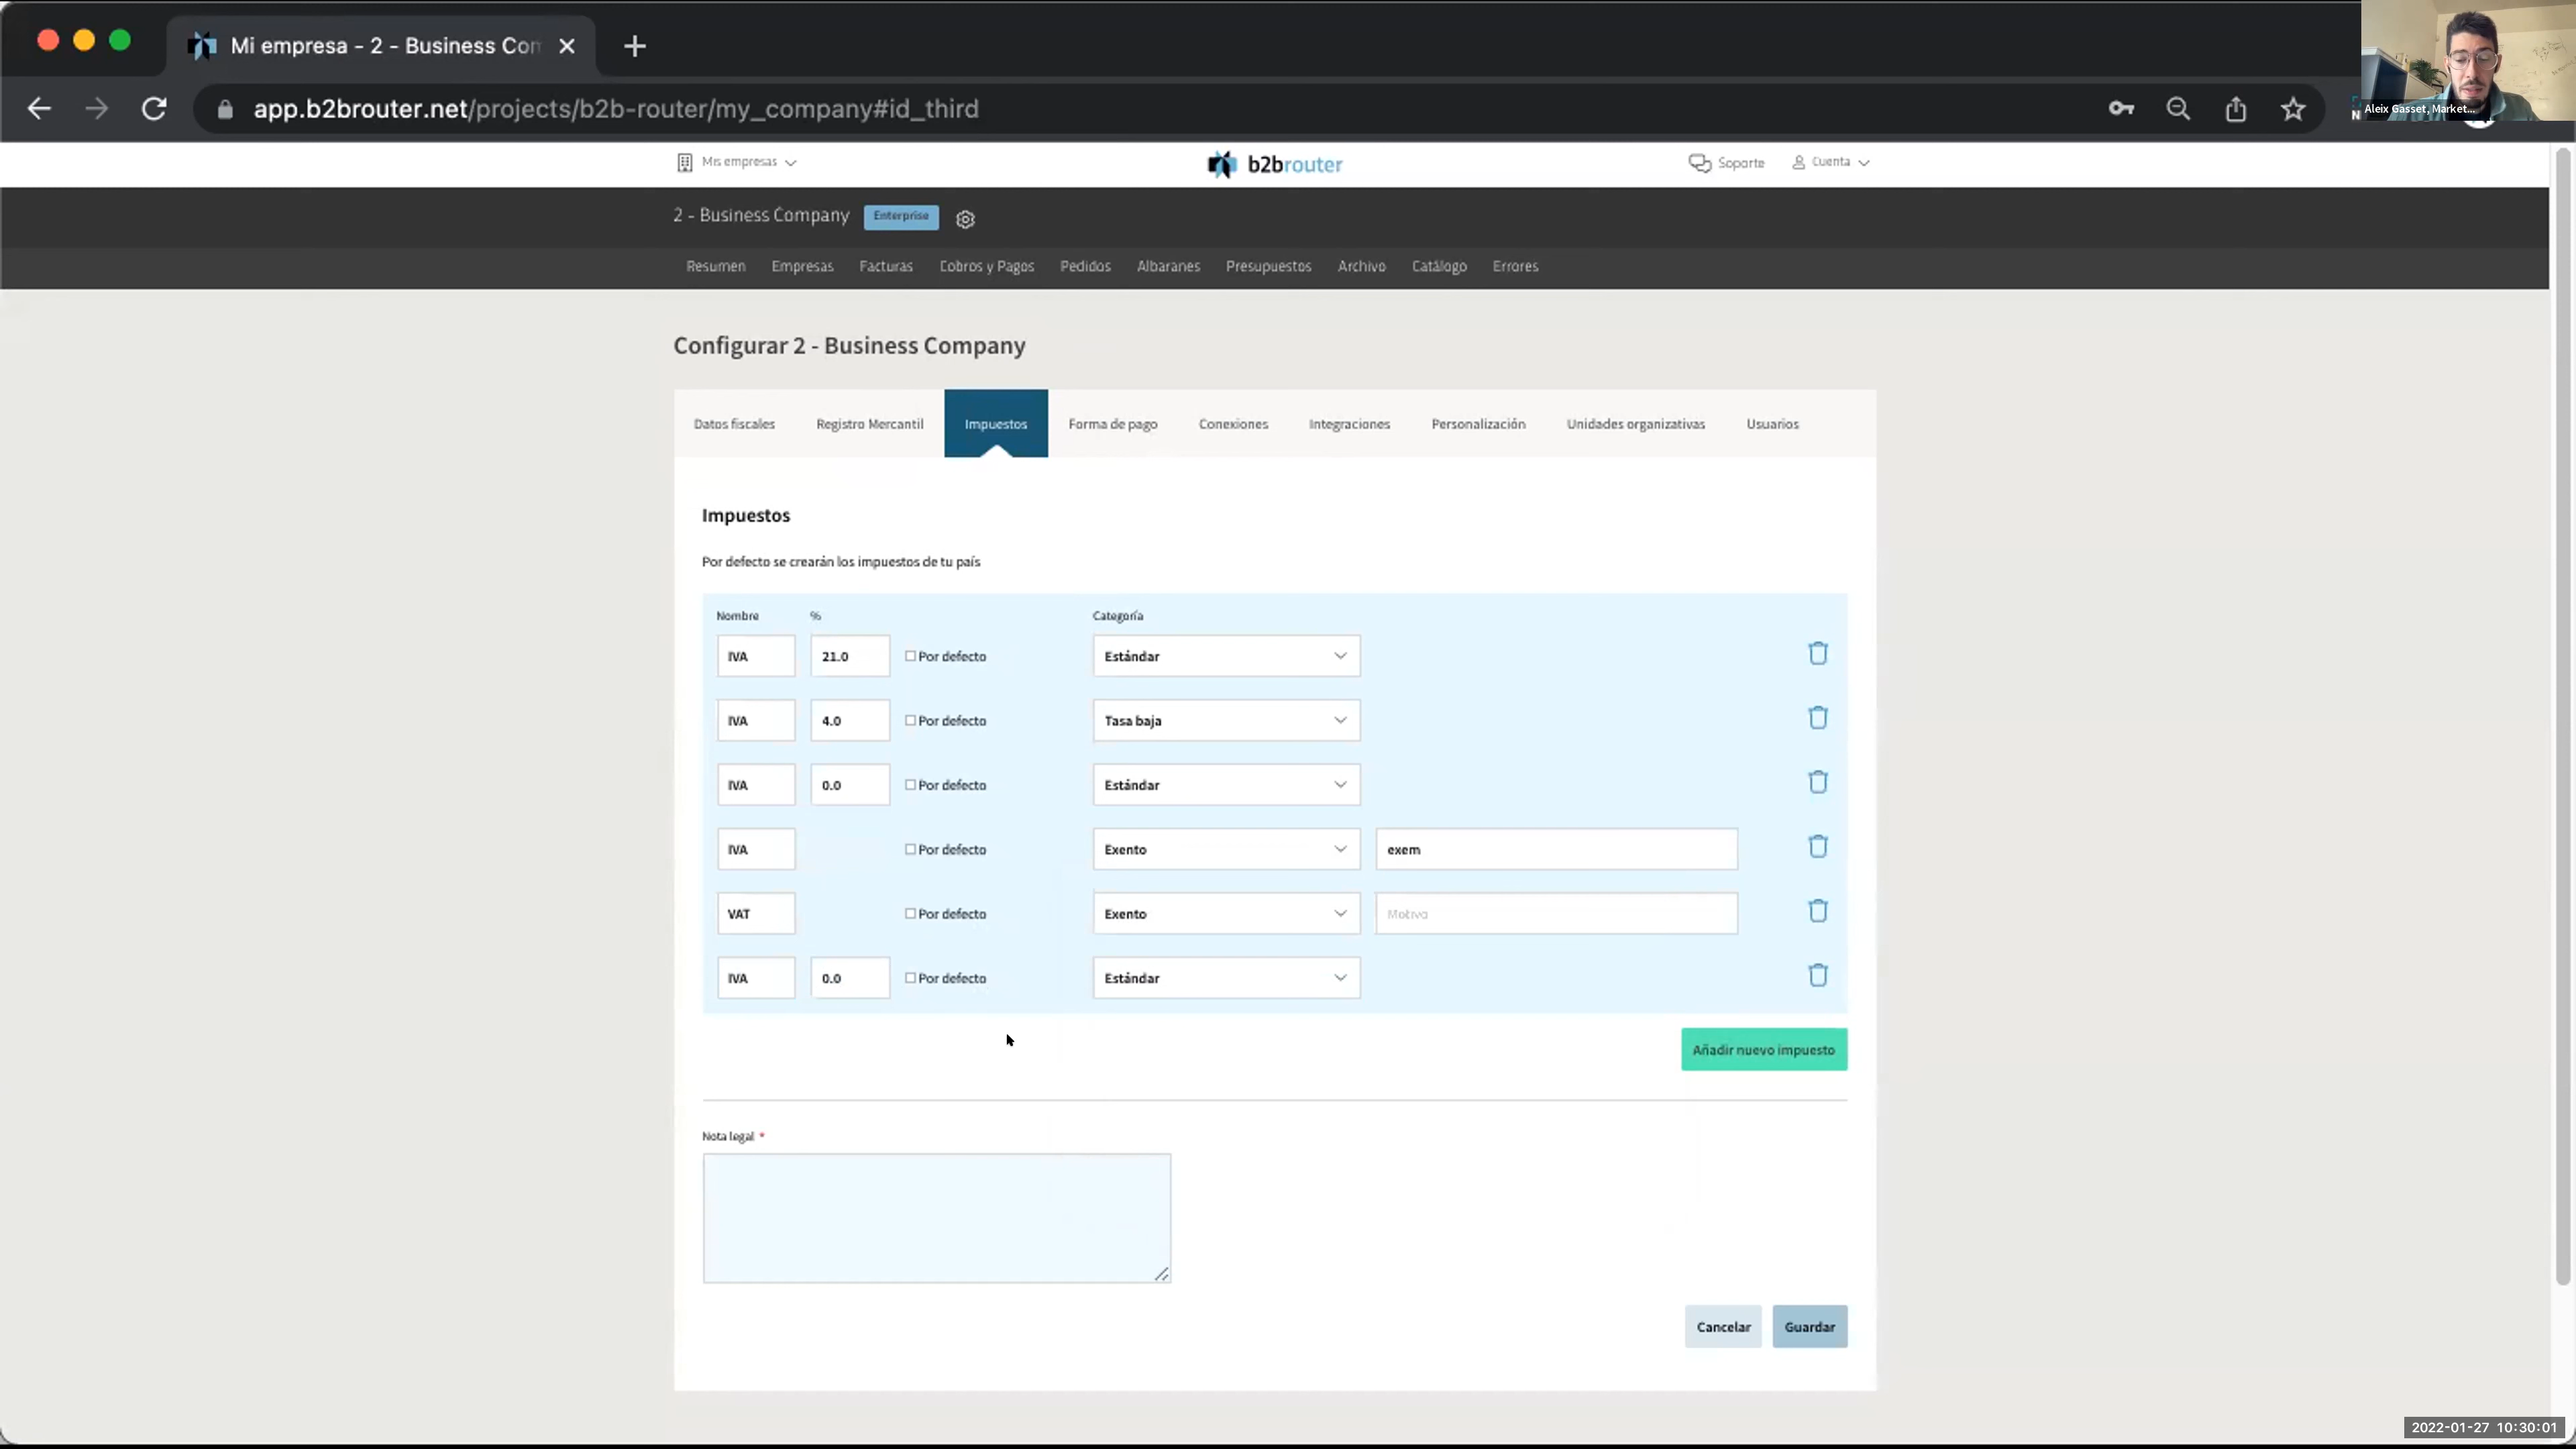 Mi empresa - 2 - Business Com
app.b2brouter.net/projects/b2b-router/my_company#id_third
Aleix Gasset, Market...
Mis empresas
b2brouter
Soporte
Cuenta
2 - Business Company
Enterprise
Resumen Empresas Facturas Cobros y Pagos Pedidos Albaranes Presupuestos Archivo Catálogo Errores
Configurar 2 - Business Company
Datos fiscales Registro Mercantil Impuestos Forma de pago Conexiones Integraciones Personalización Unidades organizativas Usuarios
Impuestos
Por defecto se crearán los impuestos de tu país
Nombre % Categoría
IVA 21.0 Por defecto Estándar
IVA 4.0 Por defecto Tasa baja
IVA 0.0 Por defecto Estándar
IVA Por defecto Exento exem
VAT Por defecto Exento Motivo
IVA 0.0 Por defecto Estándar
Añadir nuevo impuesto
Nota legal *
Cancelar Guardar
2022-01-27 10:30:01